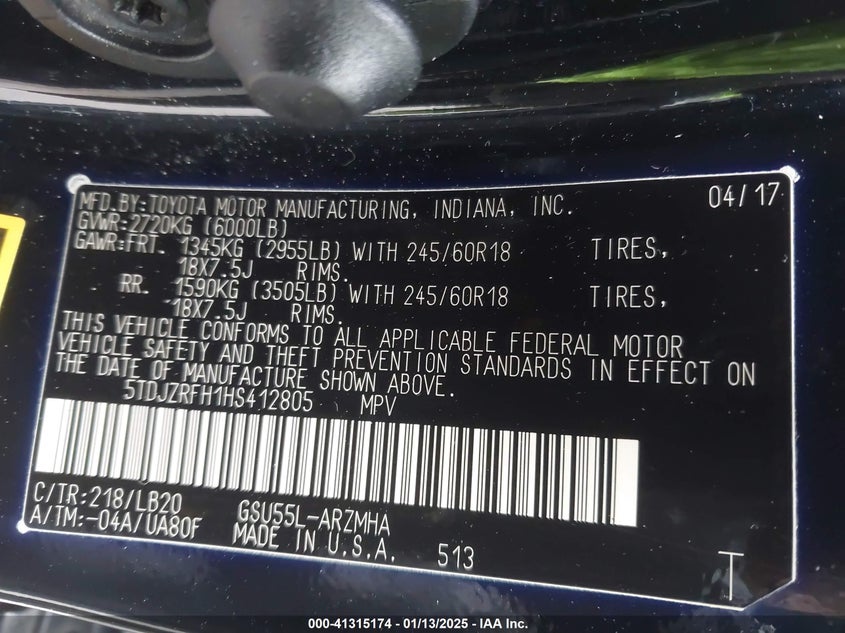 MFD.BY:TOYOTA MOTOR MANUFACTURING, INDIANA, INC. 04/17
GVWR:2720KG (6000LB)
GAWR:FRT. 1345KG (2955LB) WITH 245/60R18 TIRES,
18X7.5J RIMS.
RR. 1590KG (3505LB) WITH 245/60R18 TIRES,
18X7.5J RIMS.
THIS VEHICLE CONFORMS TO ALL APPLICABLE FEDERAL MOTOR
VEHICLE SAFETY AND THEFT PREVENTION STANDARDS IN EFFECT ON
THE DATE OF MANUFACTURE SHOWN ABOVE.
5TDJZRFH1HS412805 MPV
C/TR:218/LB20 GSU55L-ARZMHA
A/TM:-04A/UA80F MADE IN U.S.A. 513
T
000-41315174 - 01/13/2025 - IAA Inc.